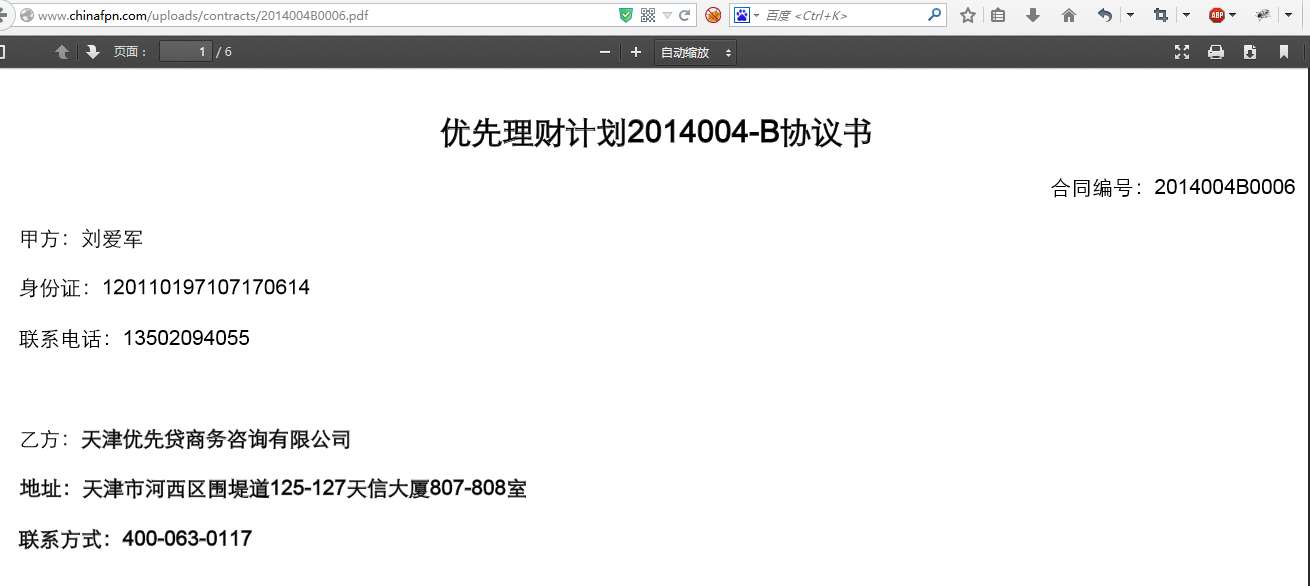 www.chinafpn.com/uploads/contracts/2014004B0006.pdf
百度 <Ctrl+K>
ABP
页面：
1 / 6
自动缩放
优先理财计划2014004-B协议书
合同编号：2014004B0006
甲方：刘爱军
身份证：120110197107170614
联系电话：13502094055
乙方：天津优先贷商务咨询有限公司
地址：天津市河西区围堤道125-127天信大厦807-808室
联系方式：400-063-0117